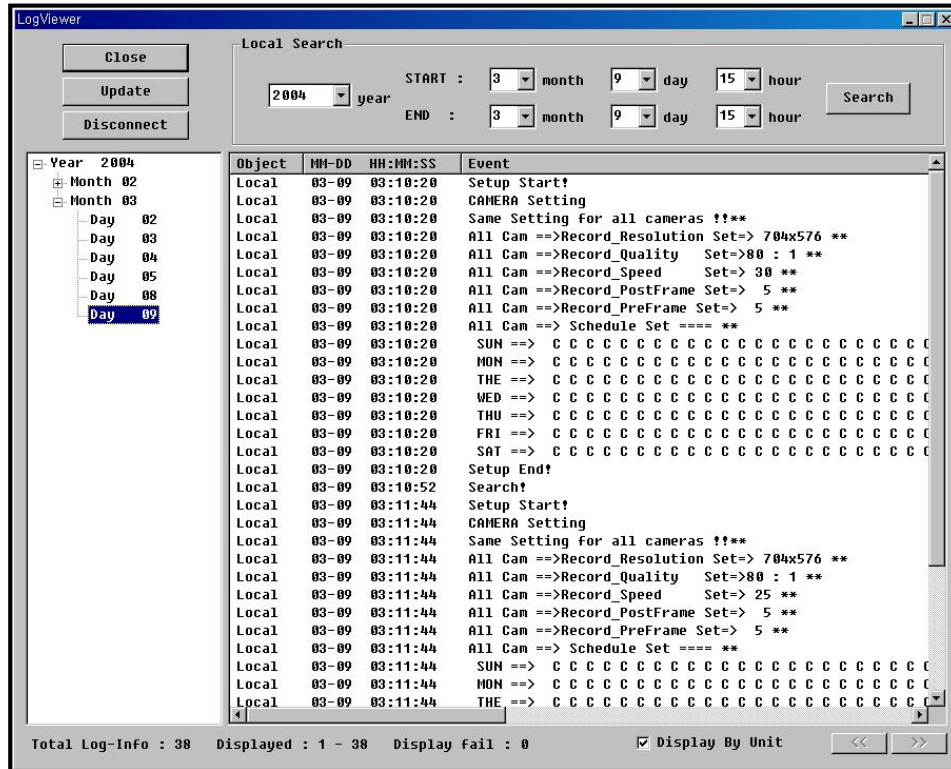 LogViewer
Close
Update
Disconnect
Local Search
2004 year
START : 3 month 9 day 15 hour
END : 3 month 9 day 15 hour
Search
Year 2004
Month 02
Month 03
Day 02
Day 03
Day 04
Day 05
Day 08
Day 09
Object MM-DD HH:MM:SS Event
Local 03-09 03:10:20 Setup Start!
Local 03-09 03:10:20 CAMERA Setting
Local 03-09 03:10:20 Same Setting for all cameras !!**
Local 03-09 03:10:20 All Cam ==>Record_Resolution Set=> 704x576 **
Local 03-09 03:10:20 All Cam ==>Record_Quality Set=>80 : 1 **
Local 03-09 03:10:20 All Cam ==>Record_Speed Set=> 30 **
Local 03-09 03:10:20 All Cam ==>Record_PostFrame Set=> 5 **
Local 03-09 03:10:20 All Cam ==>Record_PreFrame Set=> 5 **
Local 03-09 03:10:20 All Cam ==> Schedule Set ==== **
Local 03-09 03:10:20 SUN ==> C C C C C C C C C C C C C C C C C C C C C C C
Local 03-09 03:10:20 MON ==> C C C C C C C C C C C C C C C C C C C C C C C
Local 03-09 03:10:20 THE ==> C C C C C C C C C C C C C C C C C C C C C C C
Local 03-09 03:10:20 WED ==> C C C C C C C C C C C C C C C C C C C C C C C
Local 03-09 03:10:20 THU ==> C C C C C C C C C C C C C C C C C C C C C C C
Local 03-09 03:10:20 FRI ==> C C C C C C C C C C C C C C C C C C C C C C C
Local 03-09 03:10:20 SAT ==> C C C C C C C C C C C C C C C C C C C C C C C
Local 03-09 03:10:20 Setup End!
Local 03-09 03:10:52 Search!
Local 03-09 03:11:44 Setup Start!
Local 03-09 03:11:44 CAMERA Setting
Local 03-09 03:11:44 Same Setting for all cameras !!**
Local 03-09 03:11:44 All Cam ==>Record_Resolution Set=> 704x576 **
Local 03-09 03:11:44 All Cam ==>Record_Quality Set=>80 : 1 **
Local 03-09 03:11:44 All Cam ==>Record_Speed Set=> 25 **
Local 03-09 03:11:44 All Cam ==>Record_PostFrame Set=> 5 **
Local 03-09 03:11:44 All Cam ==>Record_PreFrame Set=> 5 **
Local 03-09 03:11:44 All Cam ==> Schedule Set ==== **
Local 03-09 03:11:44 SUN ==> C C C C C C C C C C C C C C C C C C C C C C C
Local 03-09 03:11:44 MON ==> C C C C C C C C C C C C C C C C C C C C C C C
Local 03-09 03:11:44 THE ==> C C C C C C C C C C C C C C C C C C C C C C C
Total Log-Info : 38 Displayed : 1 - 38 Display fail : 0 Display By Unit << >>